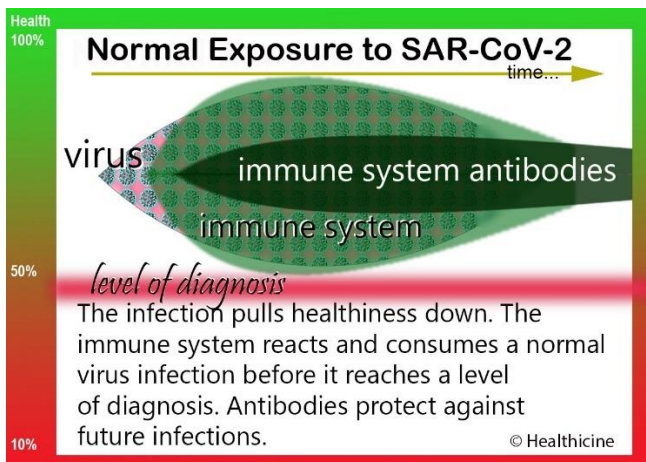 Health
100%
Normal Exposure to SAR-CoV-2
time...
virus
immune system antibodies
immune system
50%
level of diagnosis
The infection pulls healthiness down. The
immune system reacts and consumes a normal
virus infection before it reaches a level
of diagnosis. Antibodies protect against
future infections.
10%
© Healthicine